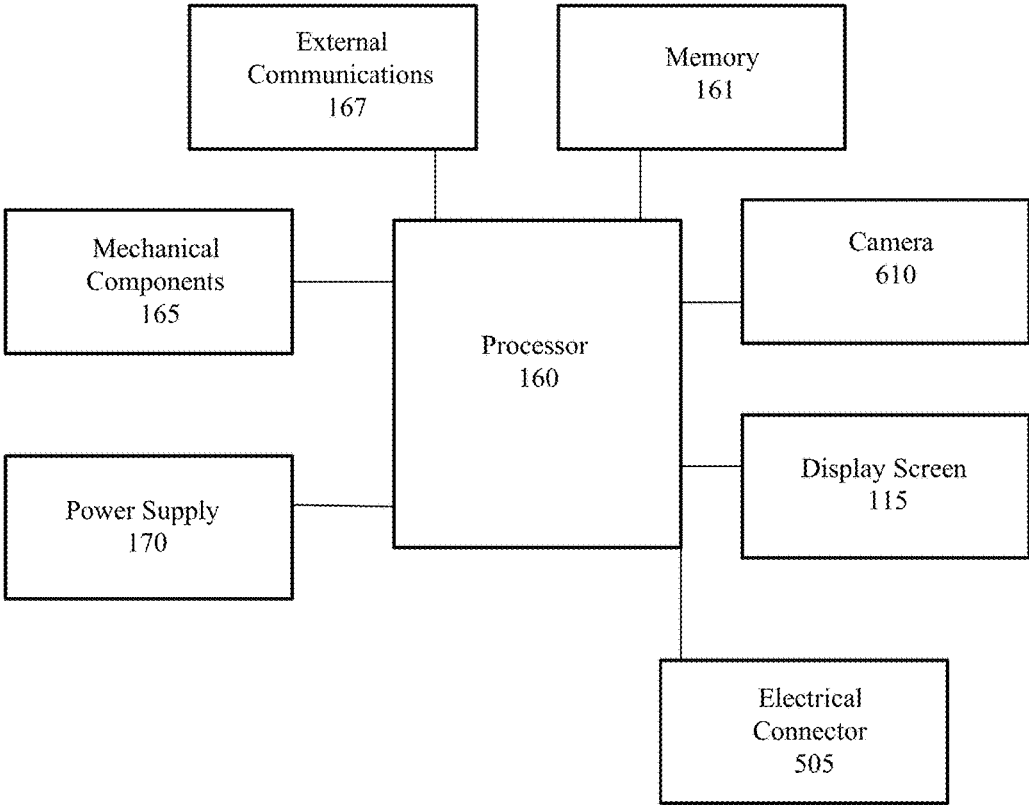 External
Communications
167
Memory
161
Mechanical
Components
165
Camera
610
Processor
160
Power Supply
170
Display Screen
115
Electrical
Connector
505